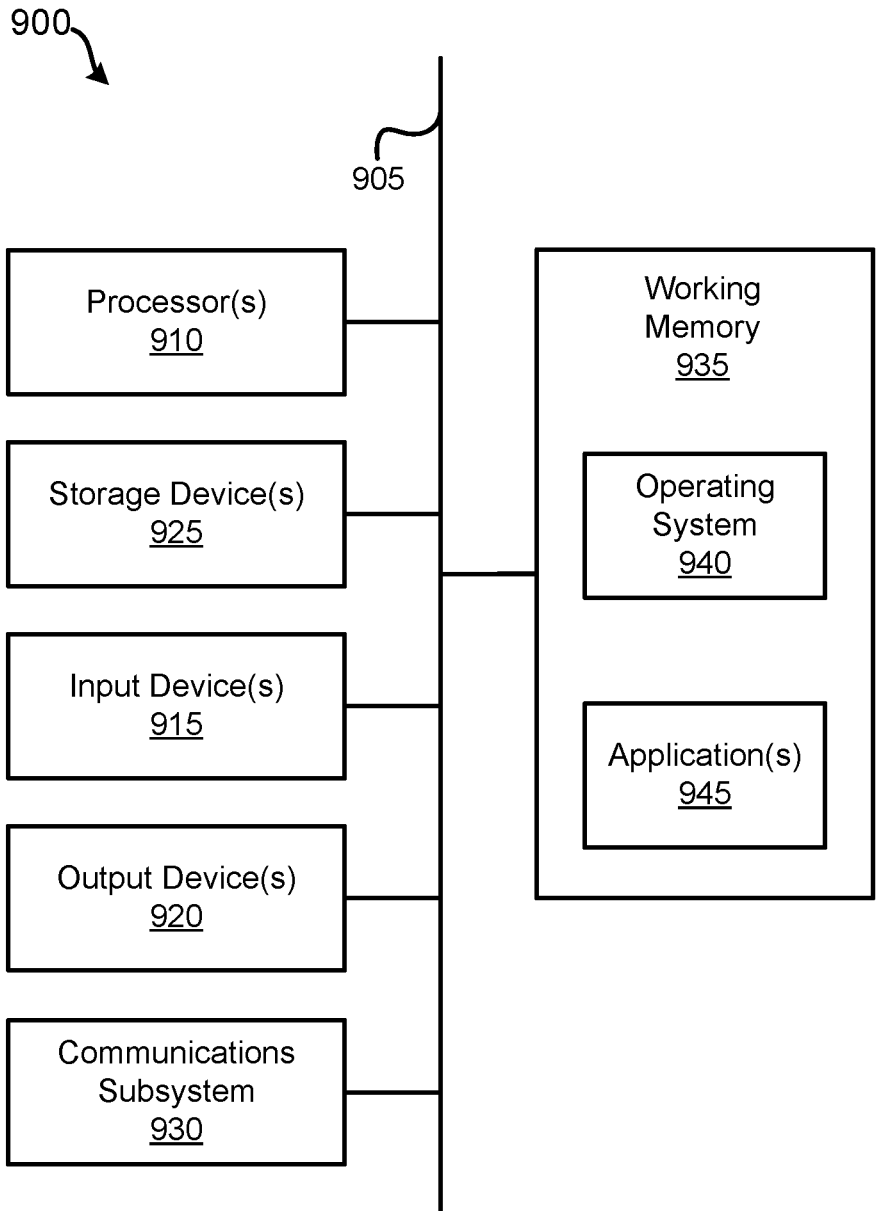 900
905
Processor(s)
910
Storage Device(s)
925
Input Device(s)
915
Output Device(s)
920
Communications
Subsystem
930
Working
Memory
935
Operating
System
940
Application(s)
945